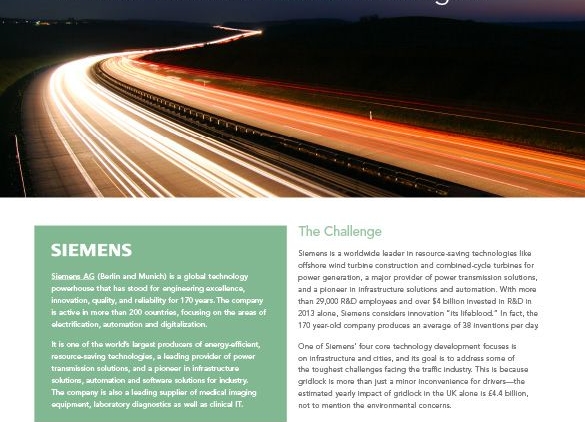 SIEMENS
Siemens AG (Berlin and Munich) is a global technology
powerhouse that has stood for engineering excellence,
innovation, quality, and reliability for 170 years. The company
is active in more than 200 countries, focusing on the areas of
electrification, automation and digitalization.
It is one of the world's largest producers of energy-efficient,
resource-saving technologies, a leading provider of power
transmission solutions, and a pioneer in infrastructure
solutions, automation and software solutions for industry.
The company is also a leading supplier of medical imaging
equipment, laboratory diagnostics as well as clinical IT.
The Challenge
Siemens is a worldwide leader in resource-saving technologies like
offshore wind turbine construction and combined-cycle turbines for
power generation, a major provider of power transmission solutions,
and a pioneer in infrastructure solutions and automation. With more
than 29,000 R&D employees and over $4 billion invested in R&D in
2013 alone, Siemens considers innovation "its lifeblood." In fact, the
170 year-old company produces an average of 38 inventions per day.
One of Siemens' four core technology development focuses is
on infrastructure and cities, and its goal is to address some of
the toughest challenges facing the traffic industry. This is because
gridlock is more than just a minor inconvenience for drivers—the
estimated yearly impact of gridlock in the UK alone is £4.4 billion,
not to mention the environmental concerns.